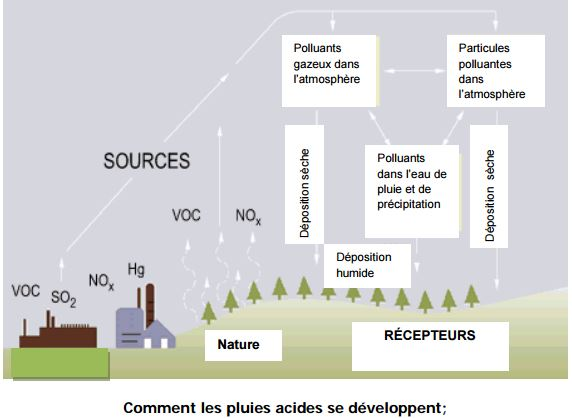 Polluants
gazeux dans
l'atmosphère
Particules
polluantes
dans
l'atmosphère
SOURCES
Déposition sèche
Polluants
dans l'eau de
pluie et de
précipitation
Déposition sèche
VOC
NOx
Déposition
humide
VOC
SO2
NOx
Hg
Nature
RÉCEPTEURS
Comment les pluies acides se développent;